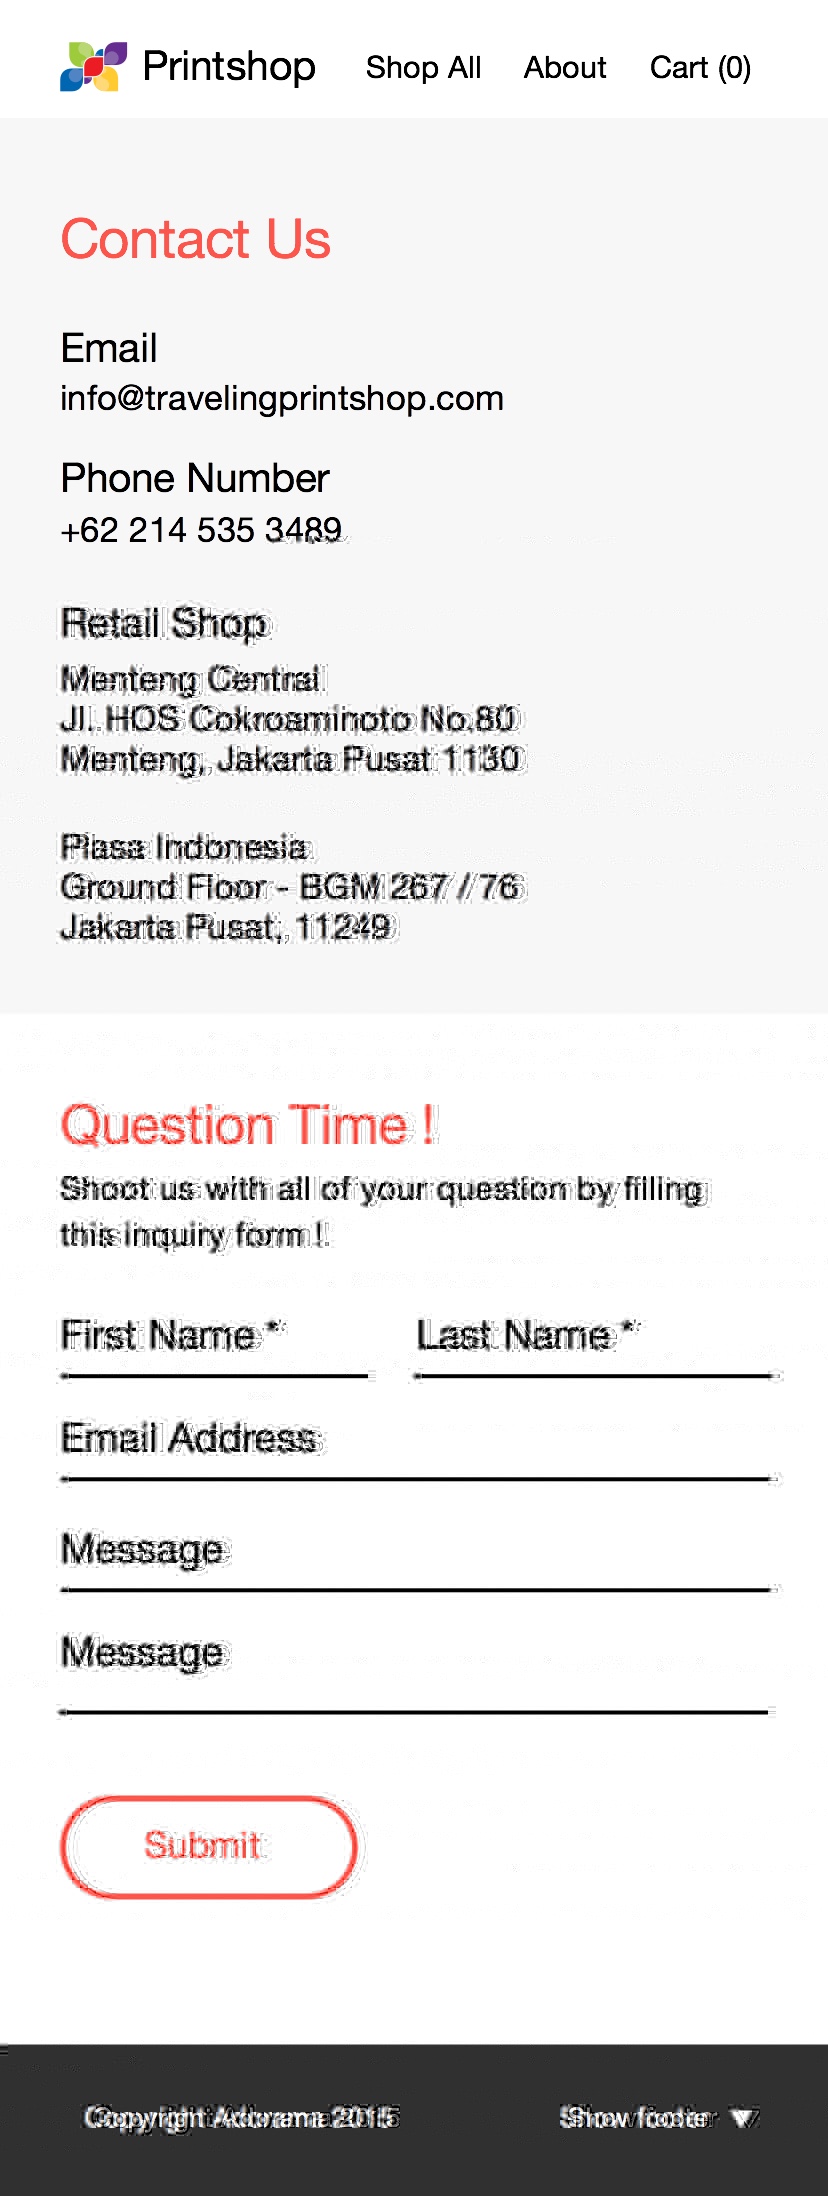 Printshop Shop All About Cart (0)
Contact Us
Email
info@travelingprintshop.com
Phone Number
+62 214 535 3489
Retail Shop
Menteng Central
Jl. HOS Cokroaminoto No.80
Menteng, Jakarta Pusat 1130
Plasa Indonesia
Ground Floor - BGM 267 / 76
Jakarta Pusat, 11249
Question Time !
Shoot us with all of your question by filling
this inquiry form !
First Name * Last Name *
Email Address
Message
Message
Submit
Copyright Adorama 2015 Show footer ▼